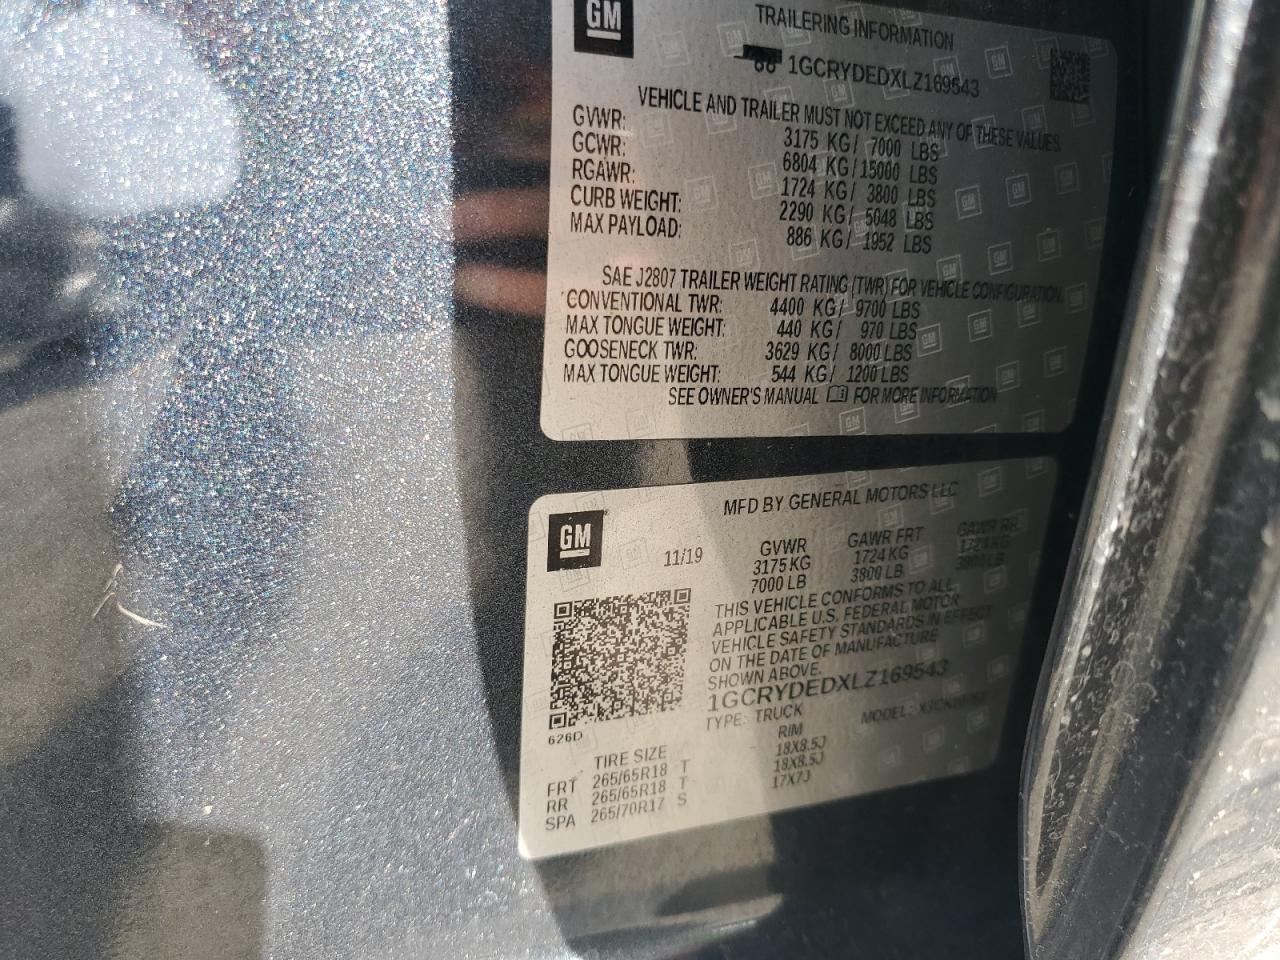 GM
TRAILERING INFORMATION
1GCRYDEDXLZ169543
VEHICLE AND TRAILER MUST NOT EXCEED ANY OF THESE VALUES
GVWR: 3175 KG/ 7000 LBS
GCWR: 6804 KG/ 15000 LBS
RGAWR: 1724 KG/ 3800 LBS
CURB WEIGHT: 2290 KG/ 5048 LBS
MAX PAYLOAD: 886 KG/ 1952 LBS
SAE J2807 TRAILER WEIGHT RATING (TWR) FOR VEHICLE CONFIGURATION
CONVENTIONAL TWR: 4400 KG/ 9700 LBS
MAX TONGUE WEIGHT: 440 KG/ 970 LBS
GOOSENECK TWR: 3629 KG/ 8000 LBS
MAX TONGUE WEIGHT: 544 KG/ 1200 LBS
SEE OWNER'S MANUAL FOR MORE INFORMATION
MFD BY GENERAL MOTORS LLC
GM
11/19
GVWR GAWR FRT GAWR RR
3175 KG 1724 KG 1724 KG
7000 LB 3800 LB 3800 LB
THIS VEHICLE CONFORMS TO ALL
APPLICABLE U.S. FEDERAL MOTOR
VEHICLE SAFETY STANDARDS IN EFFECT
ON THE DATE OF MANUFACTURE
SHOWN ABOVE.
1GCRYDEDXLZ169543
TYPE: TRUCK MODEL:
626D
TIRE SIZE RIM
FRT 265/65R18 T 18X8.5J
RR 265/65R18 T 18X8.5J
SPA 265/70R17 S 17X7J